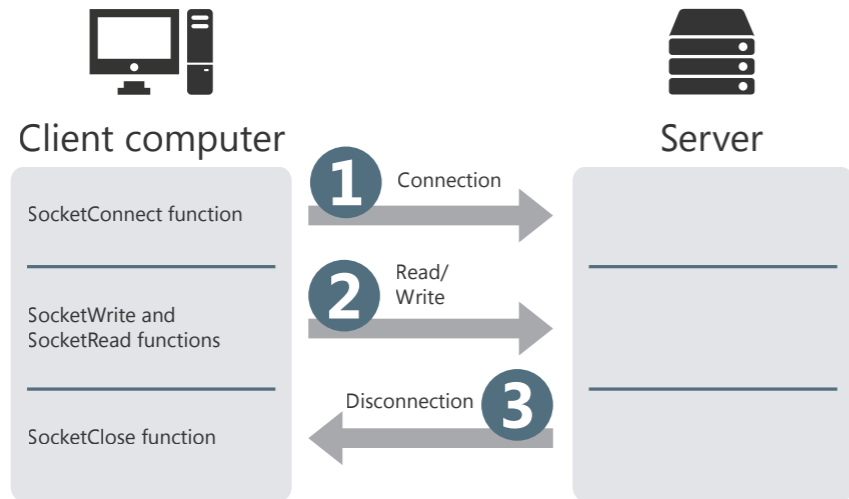 Client computer
Server
1
Connection
SocketConnect function
2
Read/
Write
SocketWrite and
SocketRead functions
Disconnection
3
SocketClose function